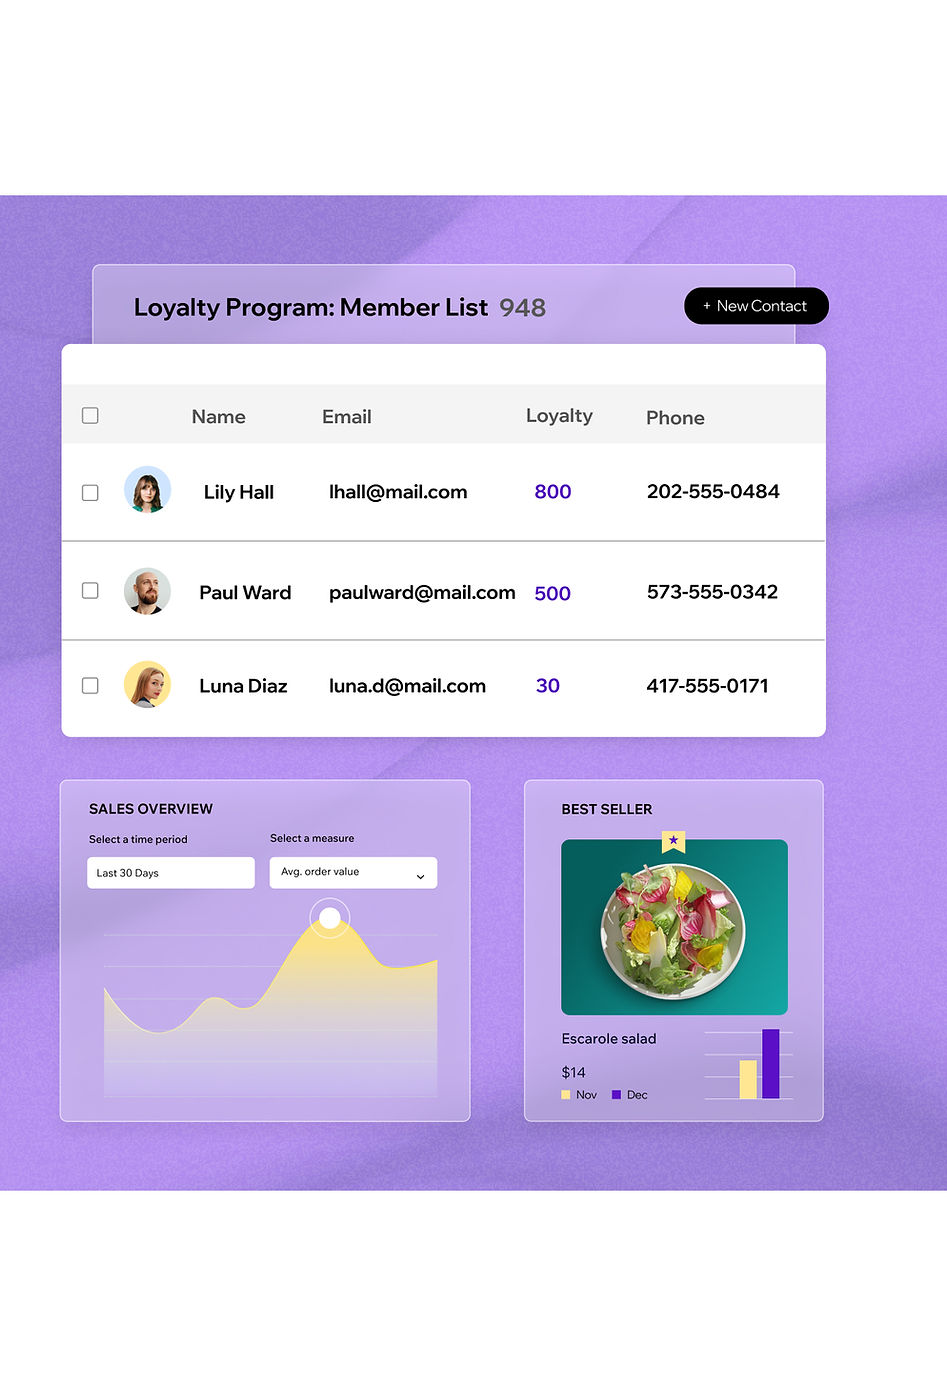 Loyalty Program: Member List 948
+ New Contact
Name Email Loyalty Phone
Lily Hall lhall@mail.com 800 202-555-0484
Paul Ward paulward@mail.com 500 573-555-0342
Luna Diaz luna.d@mail.com 30 417-555-0171
SALES OVERVIEW
Select a time period Select a measure
Last 30 Days Avg. order value
BEST SELLER
Escarole salad
$14
Nov Dec